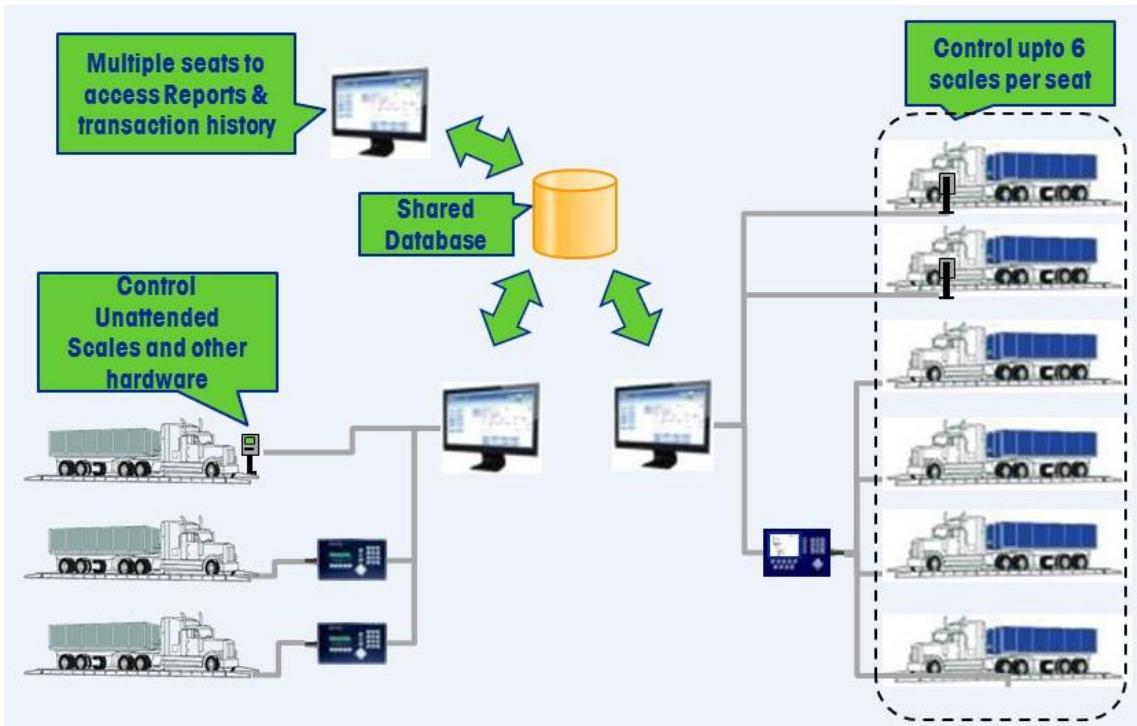 Multiple seats to
access Reports &
transaction history
Control upto 6
scales per seat
Shared
Database
Control
Unattended
Scales and other
hardware